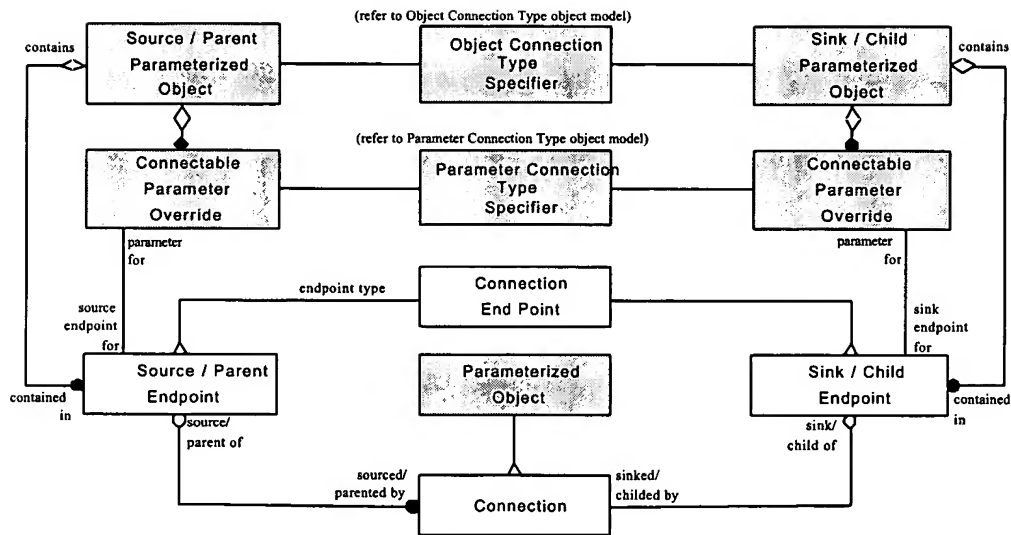 (refer to Object Connection Type object model)
contains
Source / Parent
Parameterized
Object
Object Connection
Type
Specifier
Sink / Child
Parameterized
Object
contains
(refer to Parameter Connection Type object model)
Connectable
Parameter
Override
Parameter Connection
Type
Specifier
Connectable
Parameter
Override
parameter
for
parameter
for
endpoint type
Connection
End Point
source
endpoint
for
sink
endpoint
for
Source / Parent
Endpoint
Parameterized
Object
Sink / Child
Endpoint
contained
in
contained
in
source/
parent of
sink/
child of
sourced/
parented by
Connection
sinked/
childed by